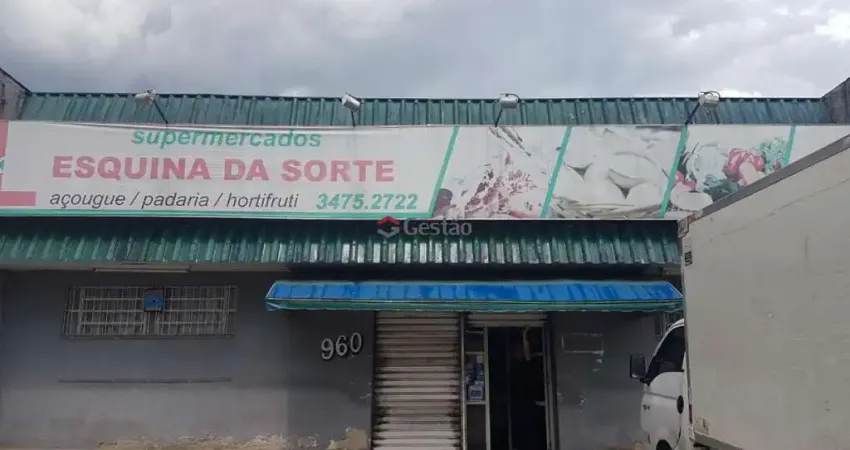 supermercados
ESQUINA DA SORTE
açougue / padaria / hortifruti 3475.2722
Gestão
960